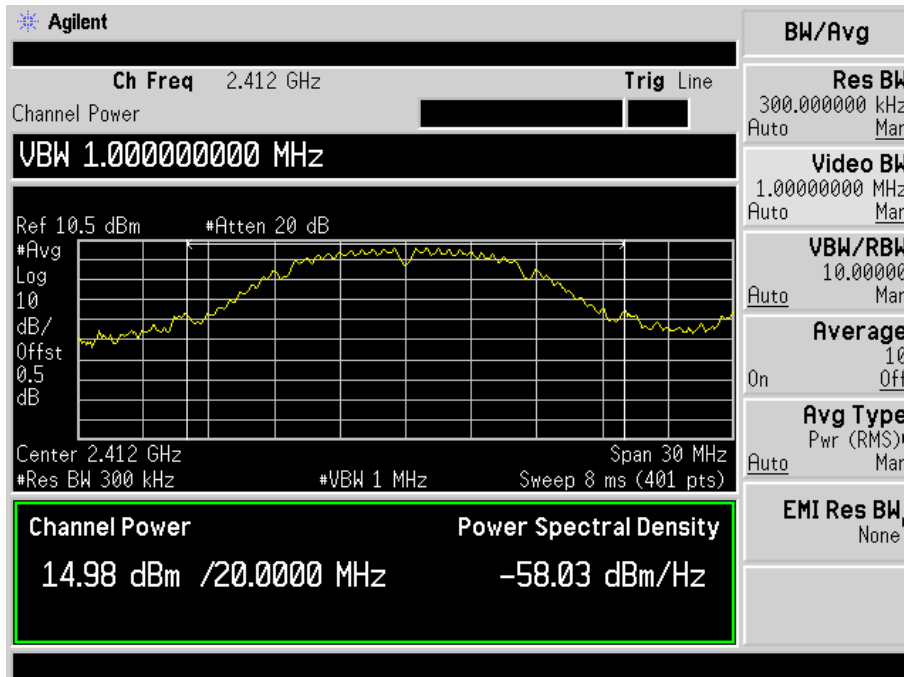 Agilent
BW/Avg
Ch Freq 2.412 GHz Trig Line
Channel Power
VBW 1.000000000 MHz
Ref 10.5 dBm #Atten 20 dB
#Avg
Log
10
dB/
Offst
0.5
dB
Center 2.412 GHz Span 30 MHz
#Res BW 300 kHz #VBW 1 MHz Sweep 8 ms (401 pts)
Channel Power Power Spectral Density
14.98 dBm /20.0000 MHz -58.03 dBm/Hz
Res BW
300.000000 kHz
Auto Man
Video BW
1.00000000 MHz
Auto Man
VBW/RBW
10.00000
Auto Man
Average
10
On Off
Avg Type
Pwr (RMS)
Auto Man
EMI Res BW
None